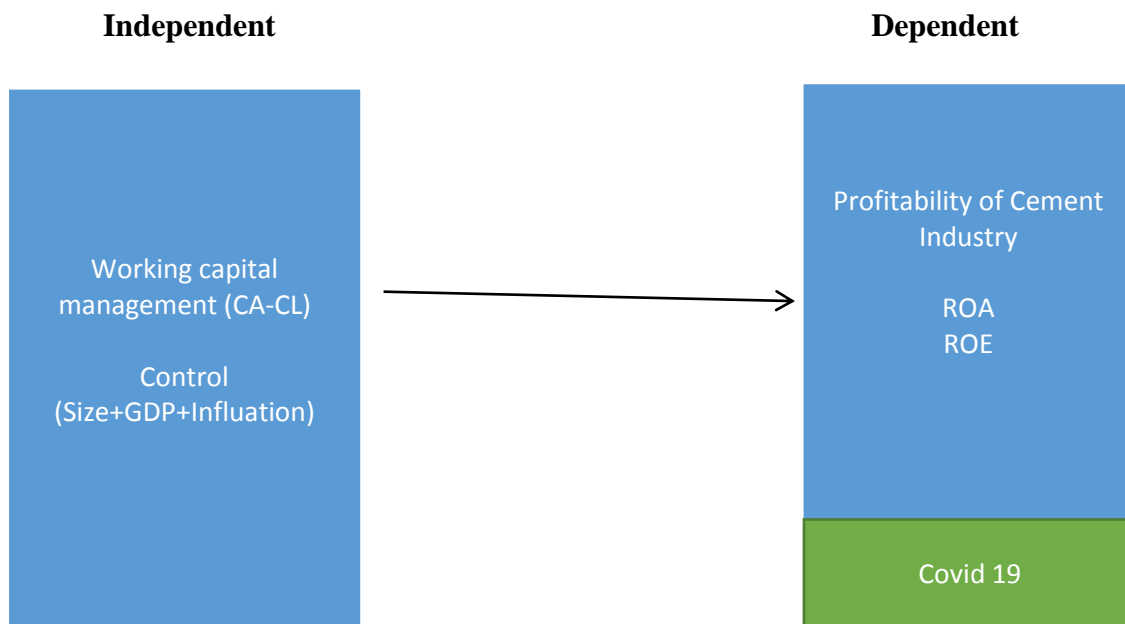 Independent
Dependent
Working capital
management (CA-CL)
Control
(Size+GDP+Influation)
Profitability of Cement
Industry
ROA
ROE
Covid 19